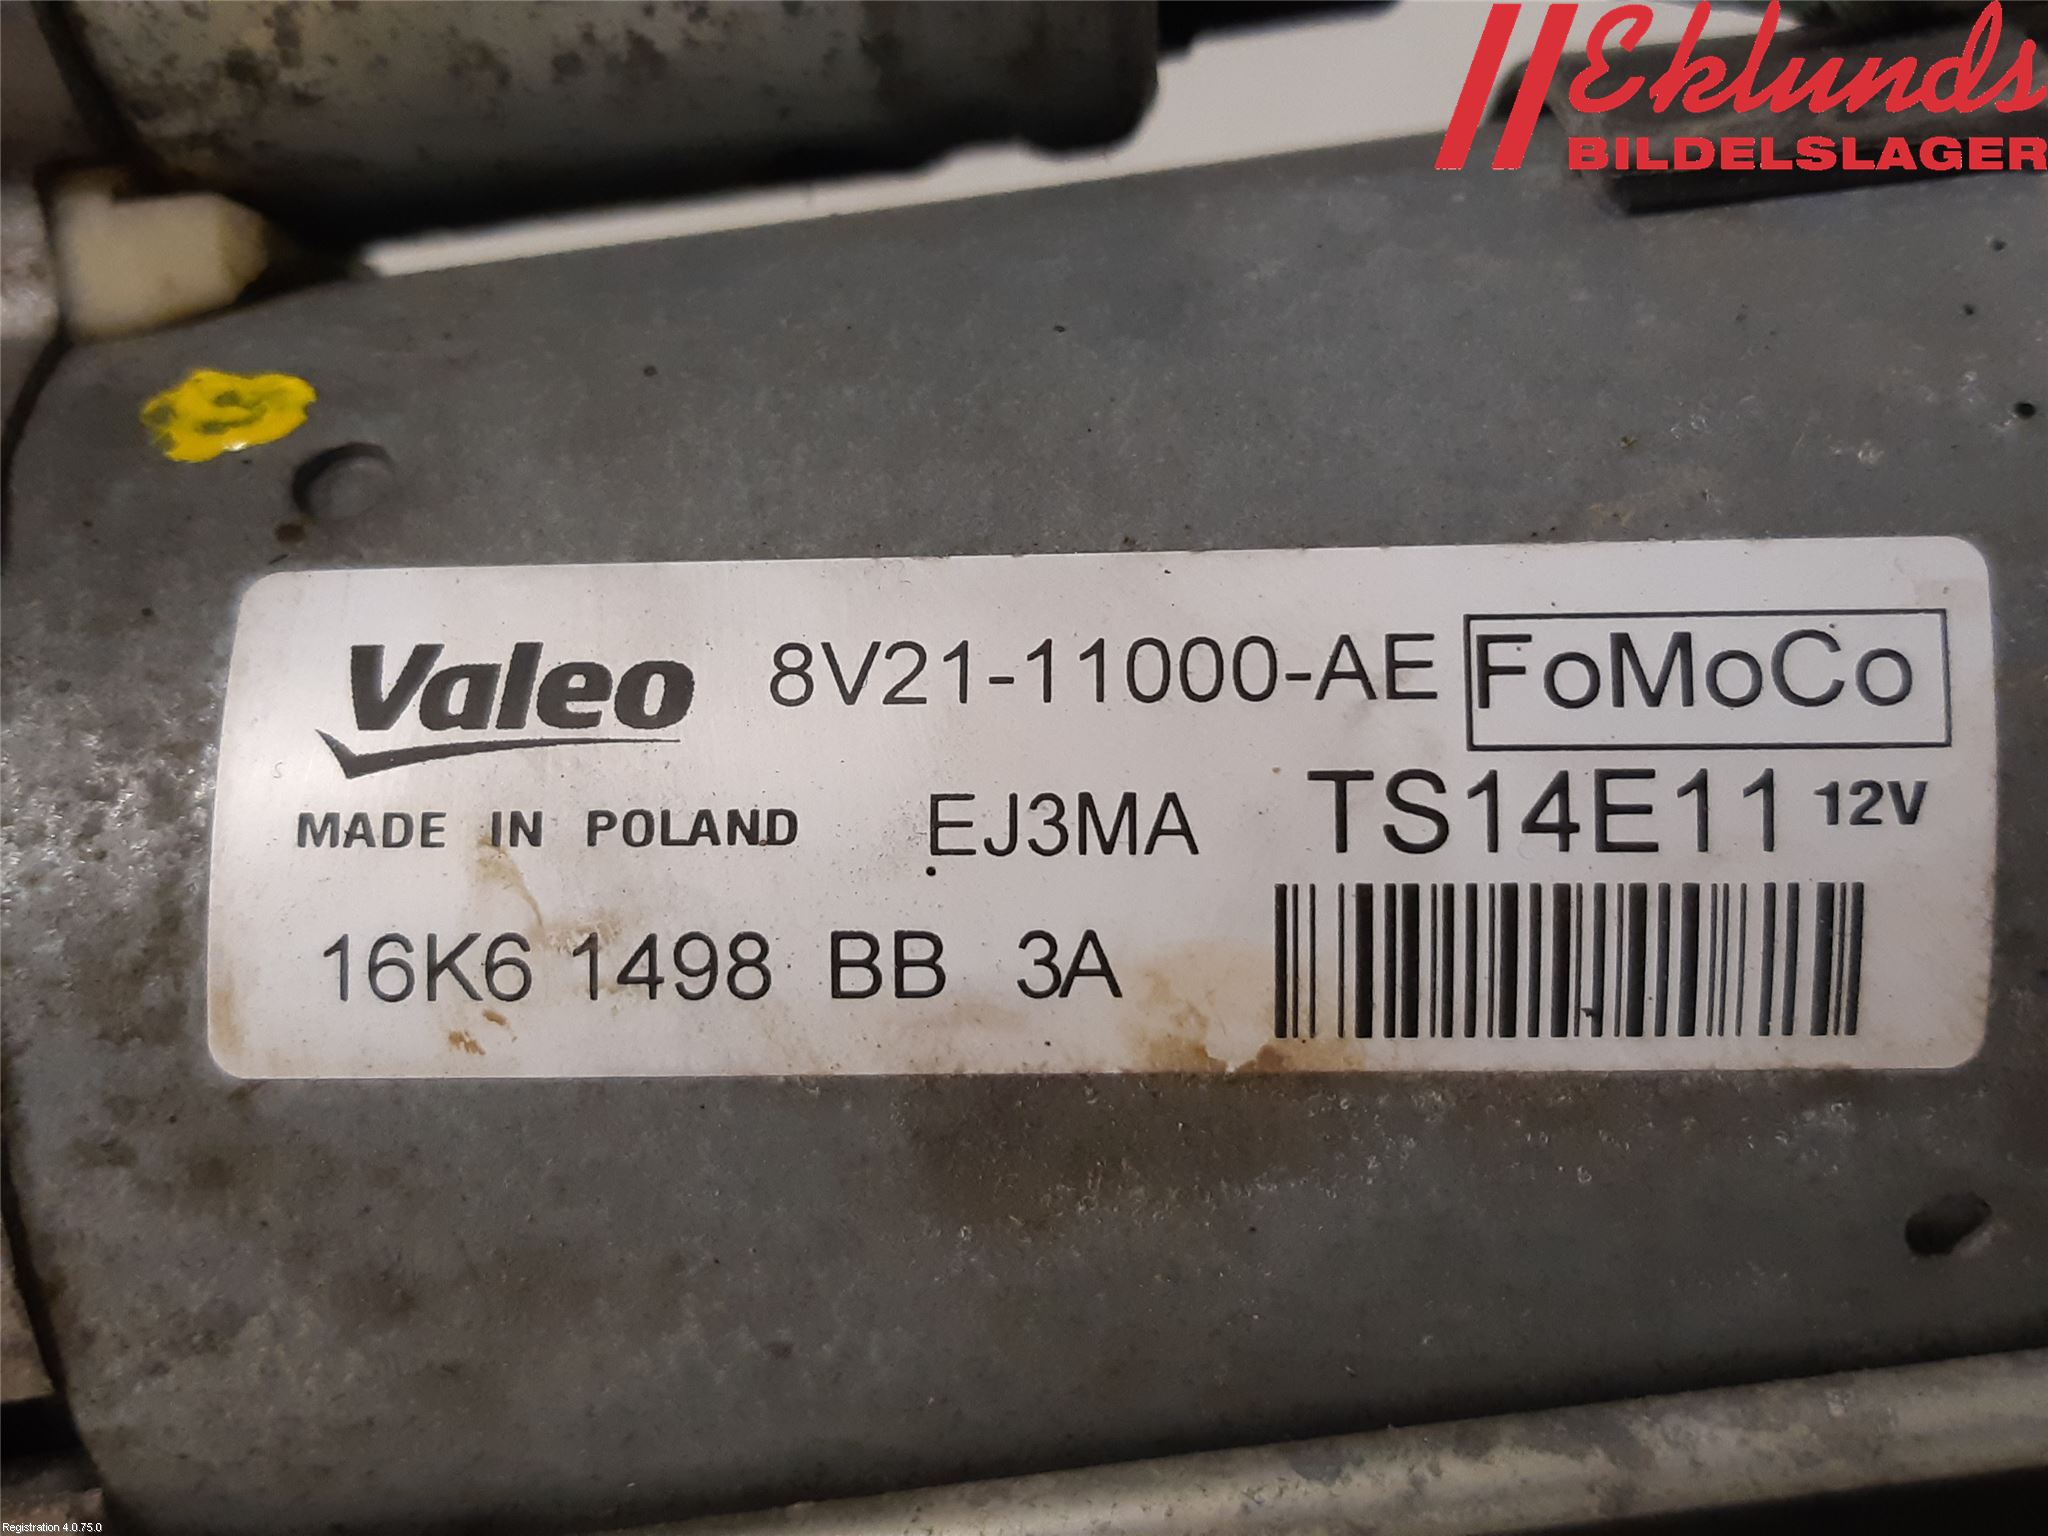 Eklunds
BILDELSLAGER
Valeo 8V21-11000-AE FoMoCo
MADE IN POLAND EJ3MA TS14E11 12V
16K6 1498 BB 3A
Registration 4.0.75.0